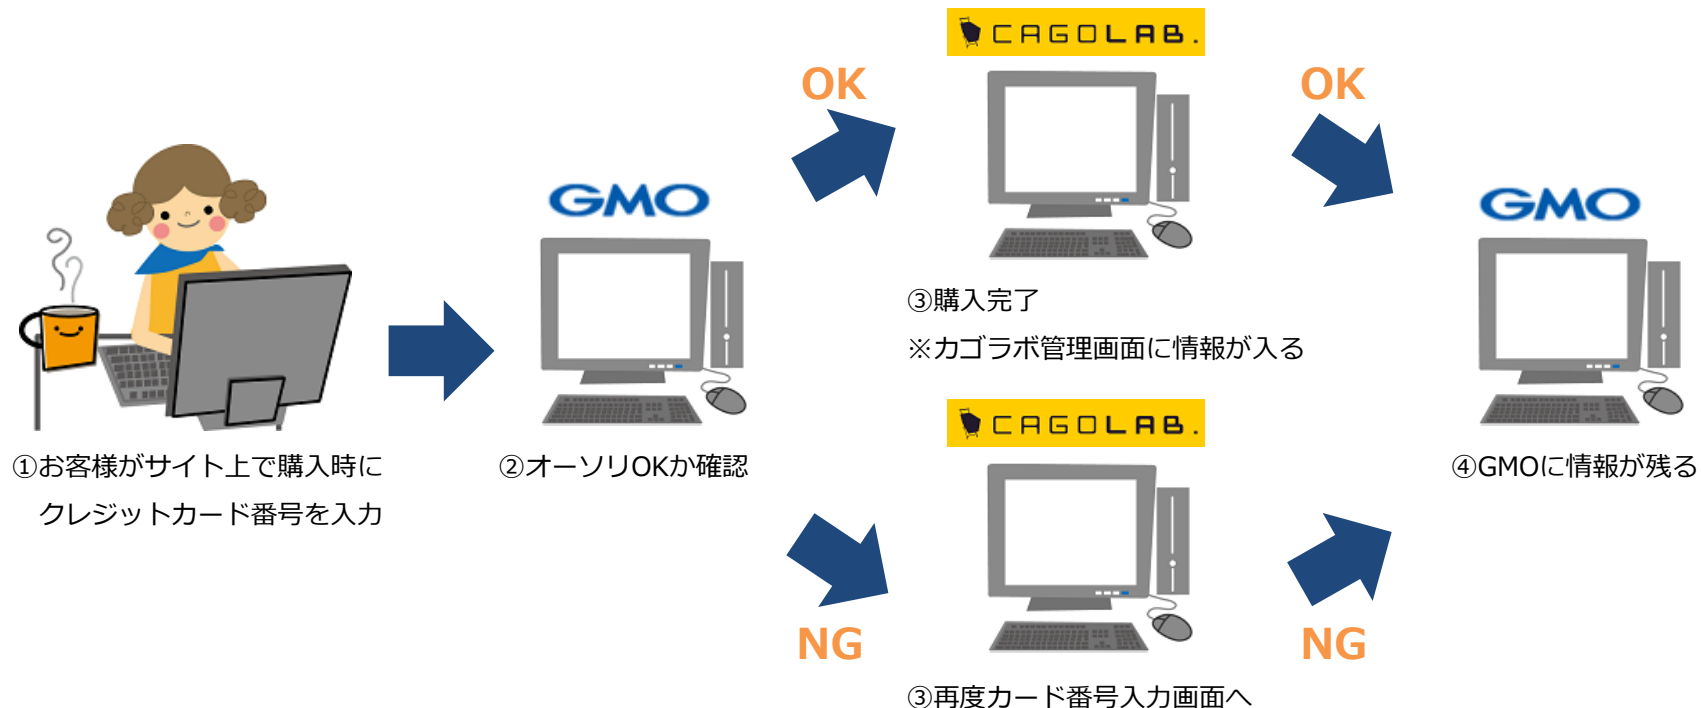 ①お客様がサイト上で購入時に
クレジットカード番号を入力
GMO
②オーソリOKか確認
OK
CAGOLAB.
③購入完了
※カゴラボ管理画面に情報が入る
NG
CAGOLAB.
③再度カード番号入力画面へ
OK
NG
GMO
④GMOに情報が残る